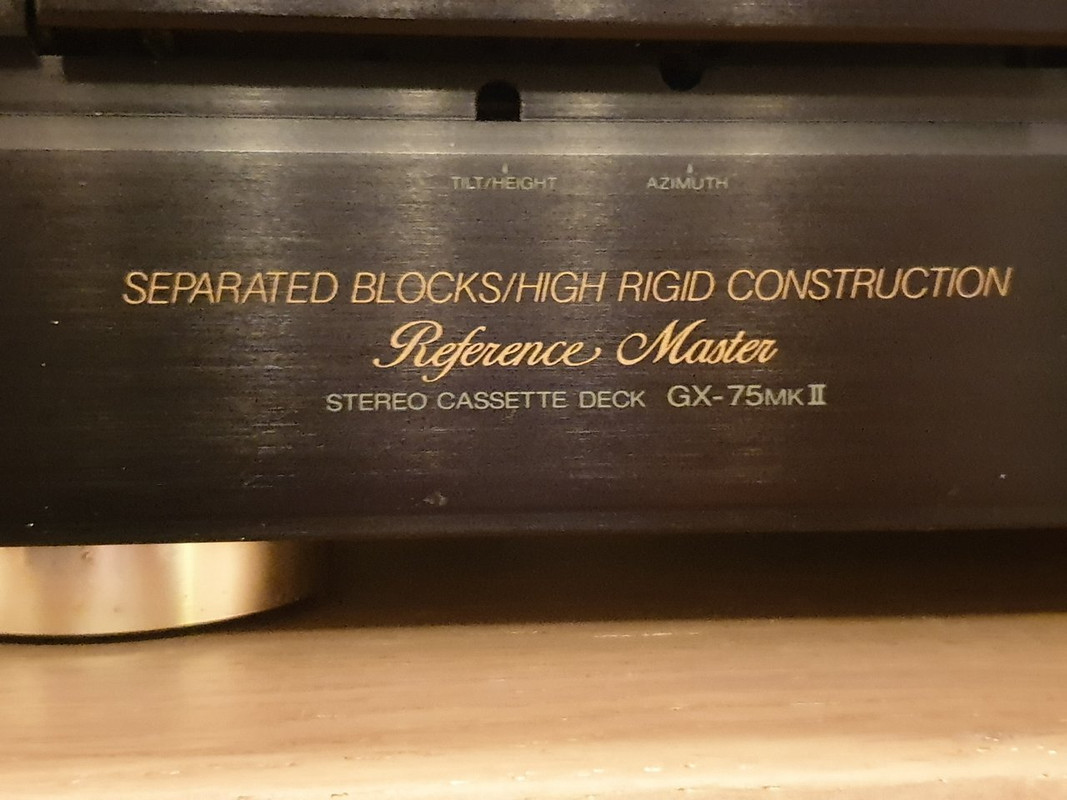 TILT/HEIGHT AZIMUTH
SEPARATED BLOCKS/HIGH RIGID CONSTRUCTION
Reference Master
STEREO CASSETTE DECK GX-75MKII